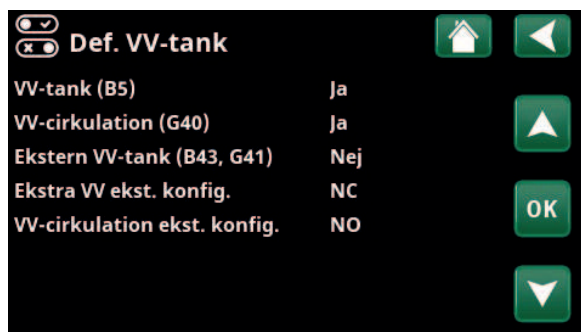 Def. VV-tank
VV-tank (B5) Ja
VV-cirkulation (G40) Ja
Ekstern VV-tank (B43, G41) Nej
Ekstra VV ekst. konfig. NC
VV-cirkulation ekst. konfig. NO
OK